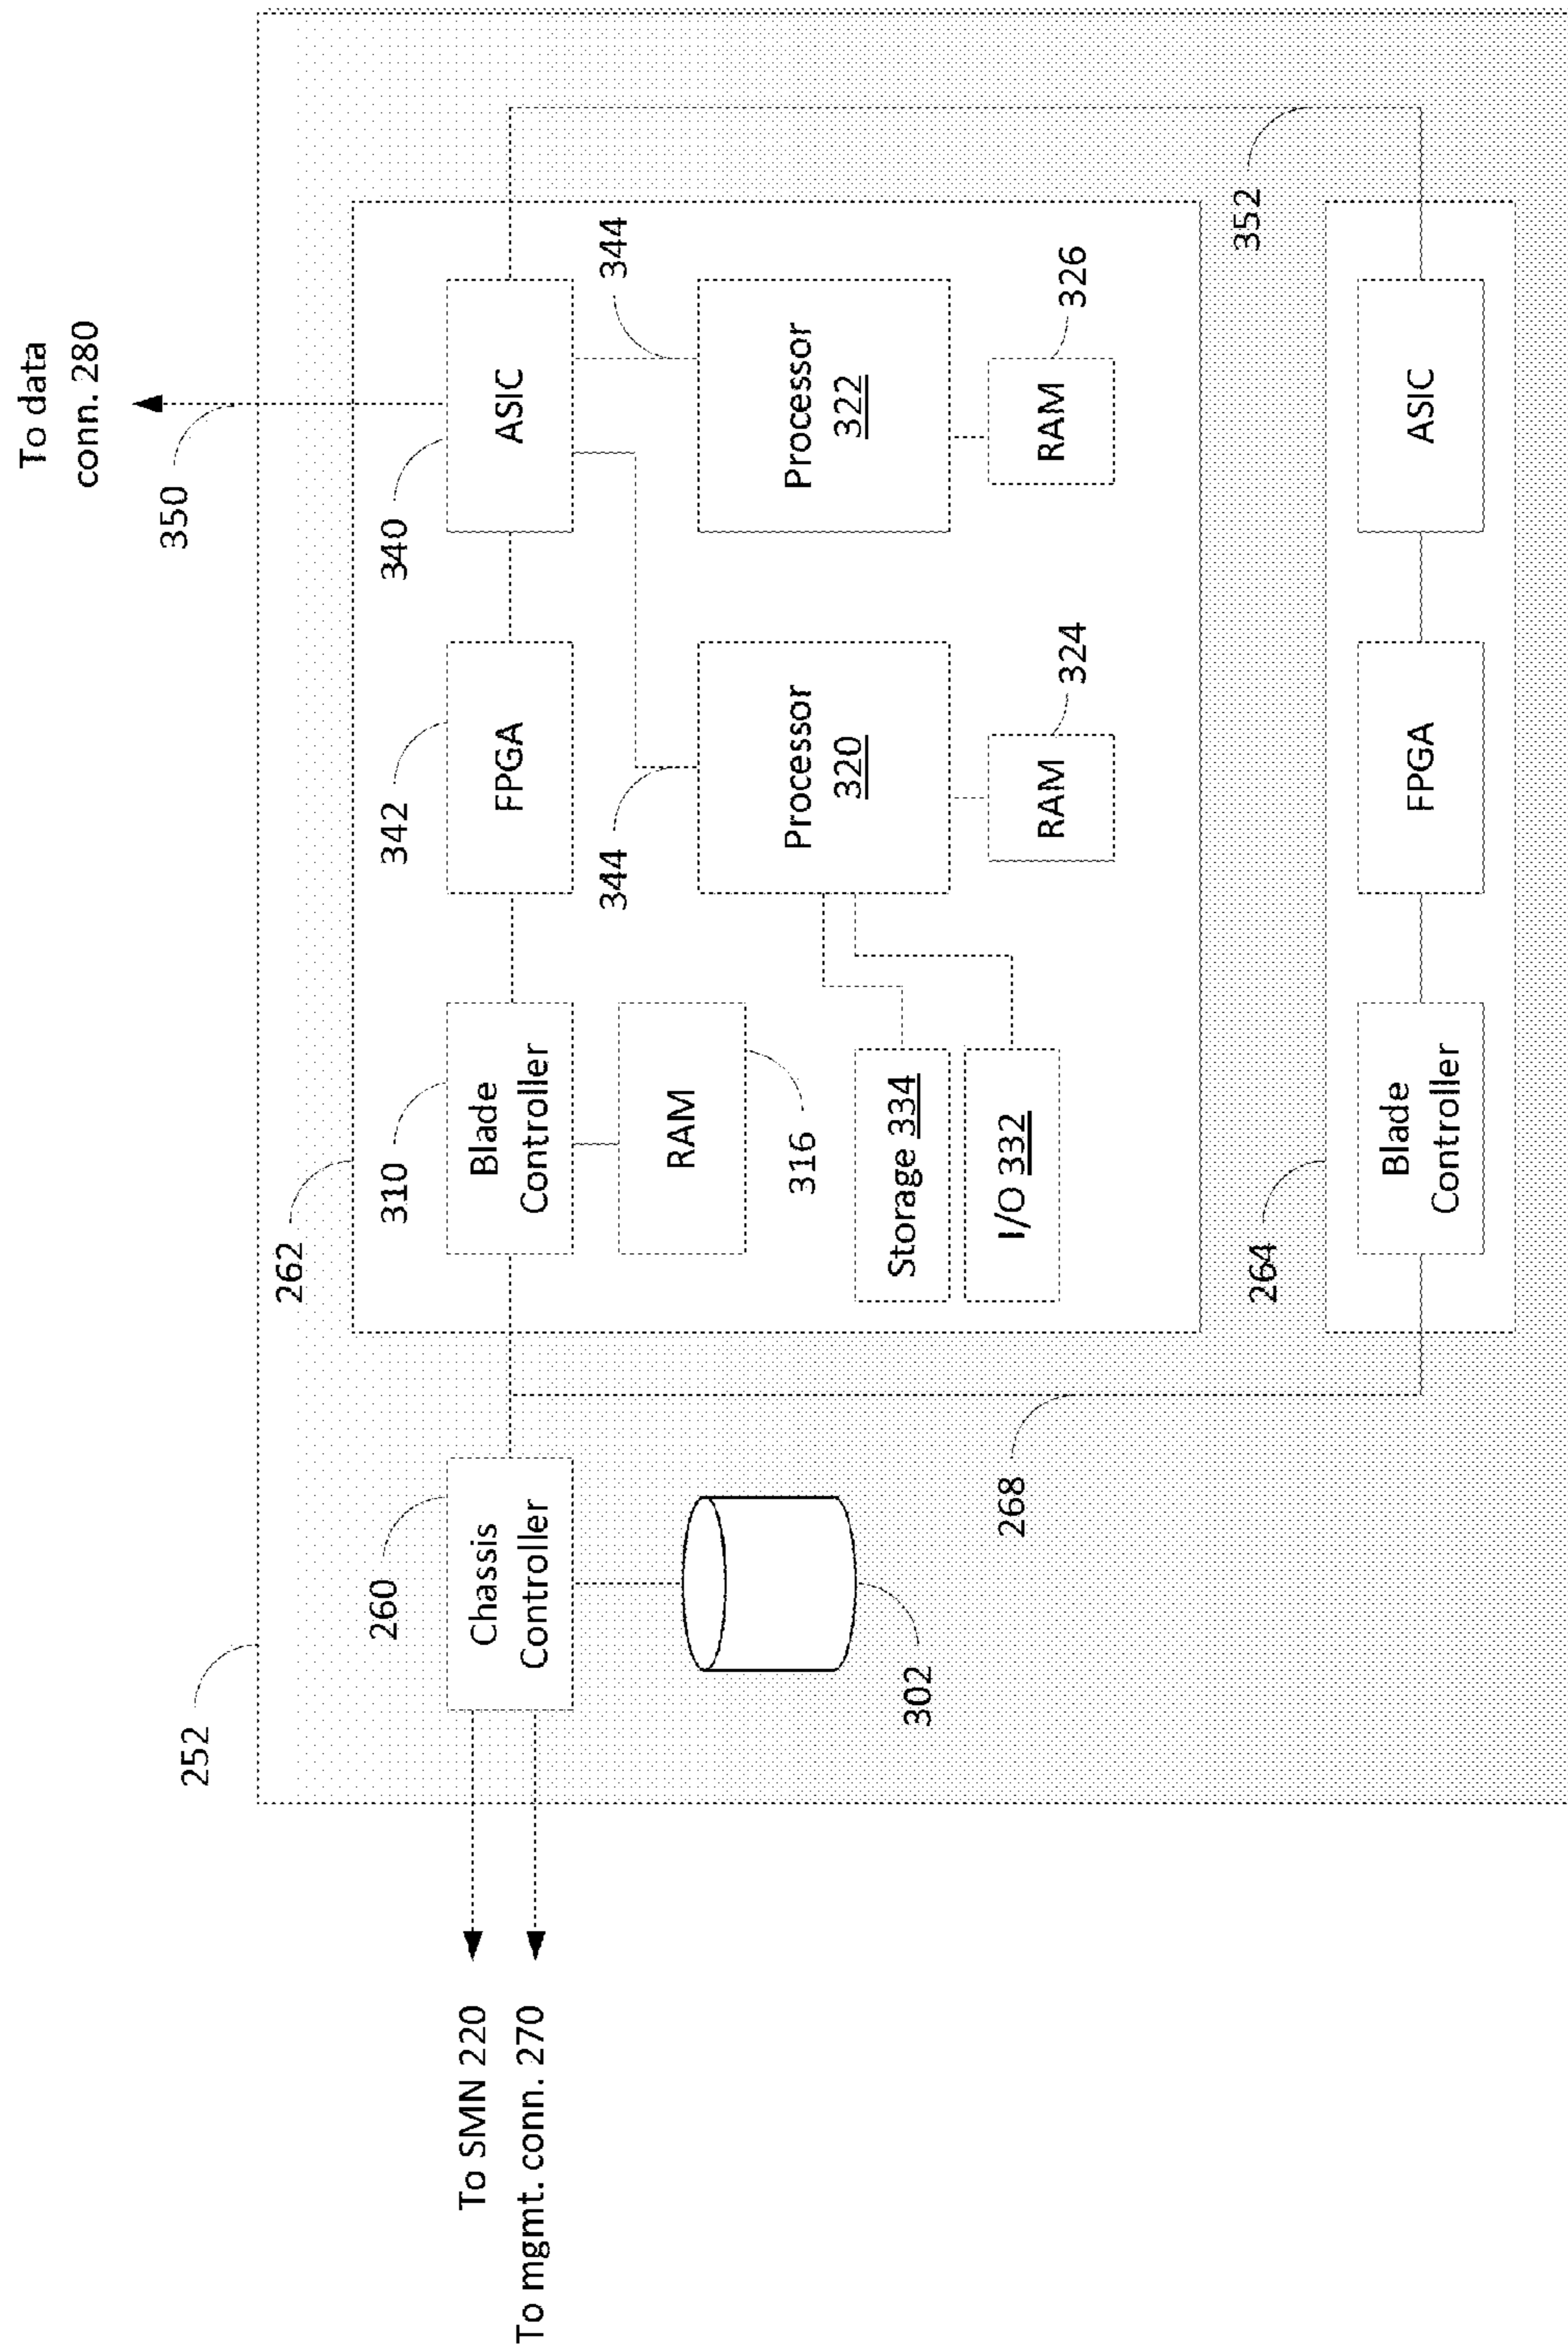 To data
conn. 280
350
252
262
260
Chassis
Controller
310
Blade
Controller
342
FPGA
340
ASIC
To SMN 220
To mgmt. conn. 270
302
RAM
316
344
Processor
320
344
Processor
322
Storage 334
I/O 332
RAM
324
RAM
326
268
264
352
Blade
Controller
FPGA
ASIC